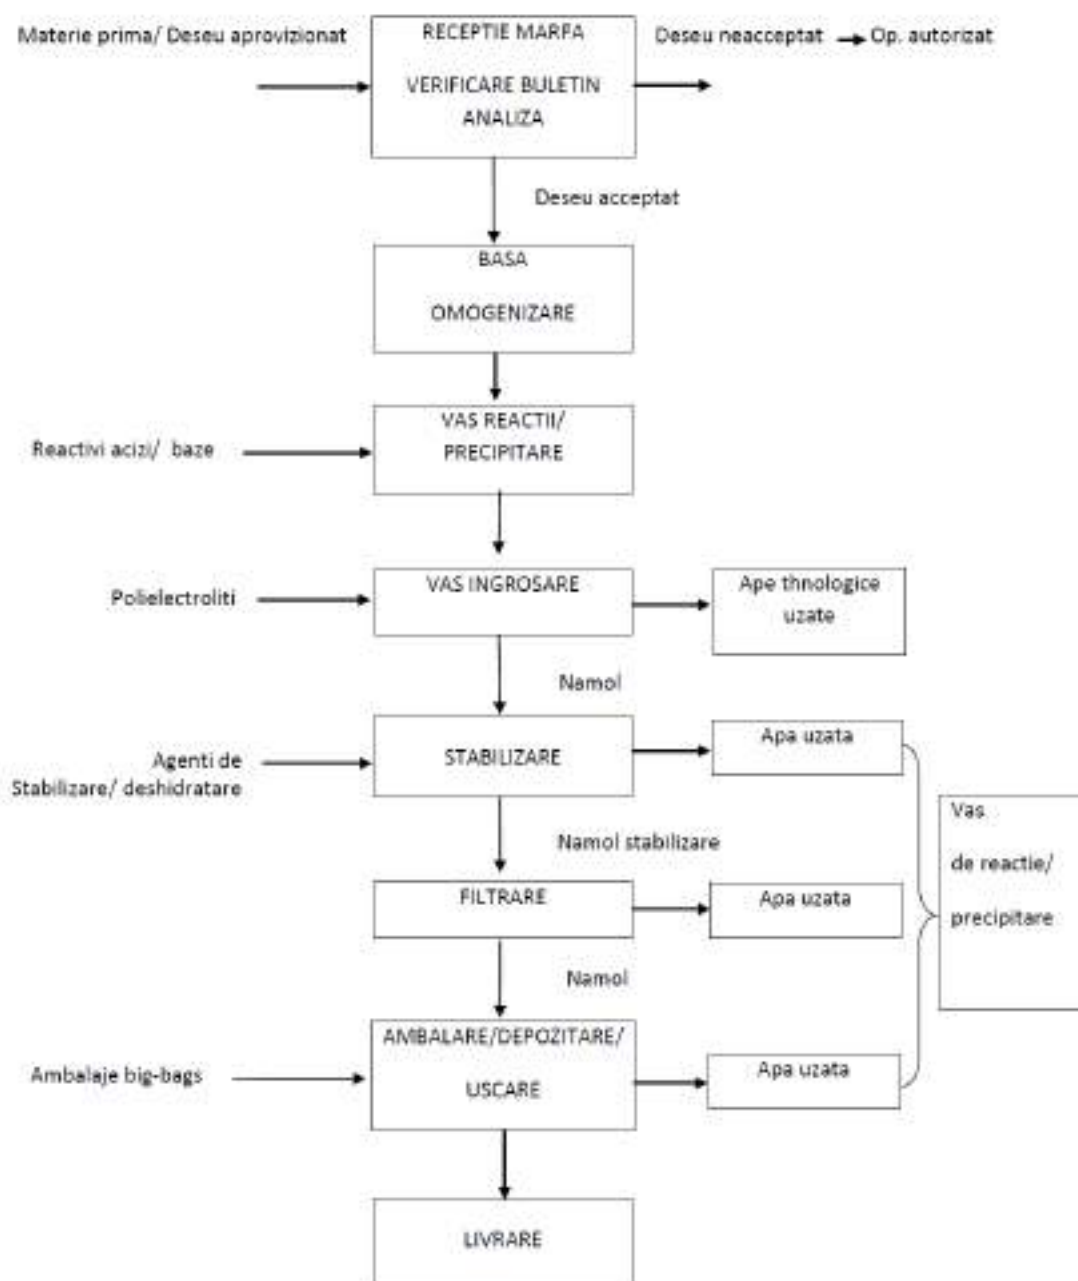 Materie prima/ Deseu aprovizionat
RECEPTIE MARFA
VERIFICARE BULETIN
ANALIZA
Deseu neacceptat
Op. autorizat
Deseu acceptat
BASA
OMOGENIZARE
Reactivi acizi/ baze
VAS REACTII/
PRECIPITARE
Polielectroliti
VAS INGROSARE
Ape thnologice
uzate
Namol
Agenti de
Stabilizare/ deshidratare
STABILIZARE
Apa uzata
Namol stabilizare
FILTRARE
Apa uzata
Vas
de reactie/
precipitare
Namol
Ambalaje big-bags
AMBALARE/DEPOZITARE/
USCARE
Apa uzata
LIVRARE